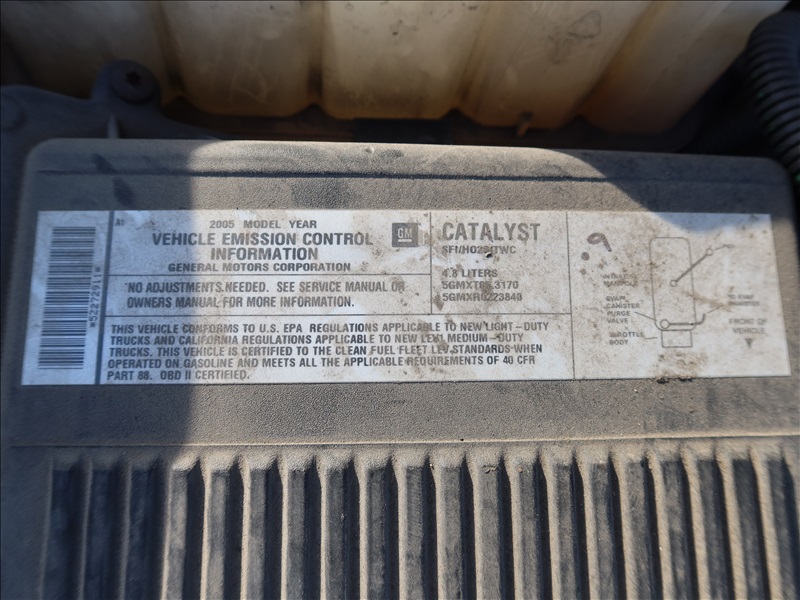 A1
2005 MODEL YEAR
VEHICLE EMISSION CONTROL
INFORMATION
GENERAL MOTORS CORPORATION
GM
NO ADJUSTMENTS NEEDED. SEE SERVICE MANUAL OR
OWNERS MANUAL FOR MORE INFORMATION.
CATALYST
4.8 LITERS
THIS VEHICLE CONFORMS TO U.S. EPA REGULATIONS APPLICABLE TO NEW LIGHT-DUTY
TRUCKS AND CALIFORNIA REGULATIONS APPLICABLE TO NEW LEV MEDIUM-DUTY
TRUCKS. THIS VEHICLE IS CERTIFIED TO THE CLEAN FUEL FLEET LEV STANDARDS WHEN
OPERATED ON GASOLINE AND MEETS ALL THE APPLICABLE REQUIREMENTS OF 40 CFR
PART 88. OBD II CERTIFIED.
MANIFOLD
EVAP
CANISTER
PURGE
VALVE
THROTTLE
BODY
FRONT OF
VEHICLE